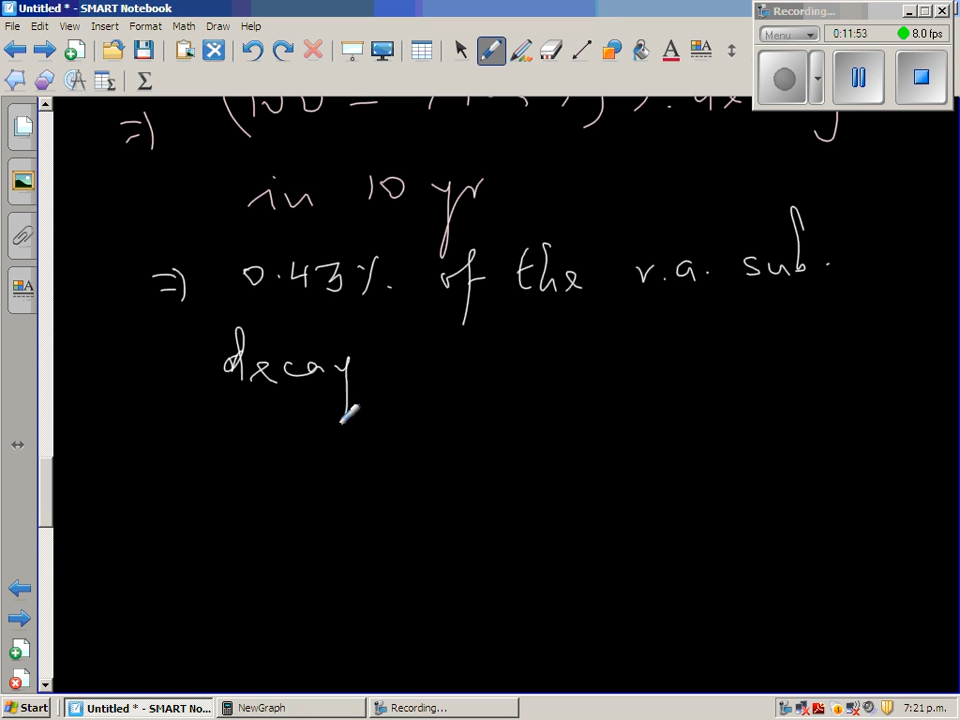 Untitled * - SMART Notebook
Recording...
File Edit View Insert Format Math Draw Help
Menu 0:11:53 8.0 fps
in 10 yr
=) 0.43%. of the r.a. sub.
decay
Start Untitled * - SMART No... NewGraph Recording... 7:21 p.m.